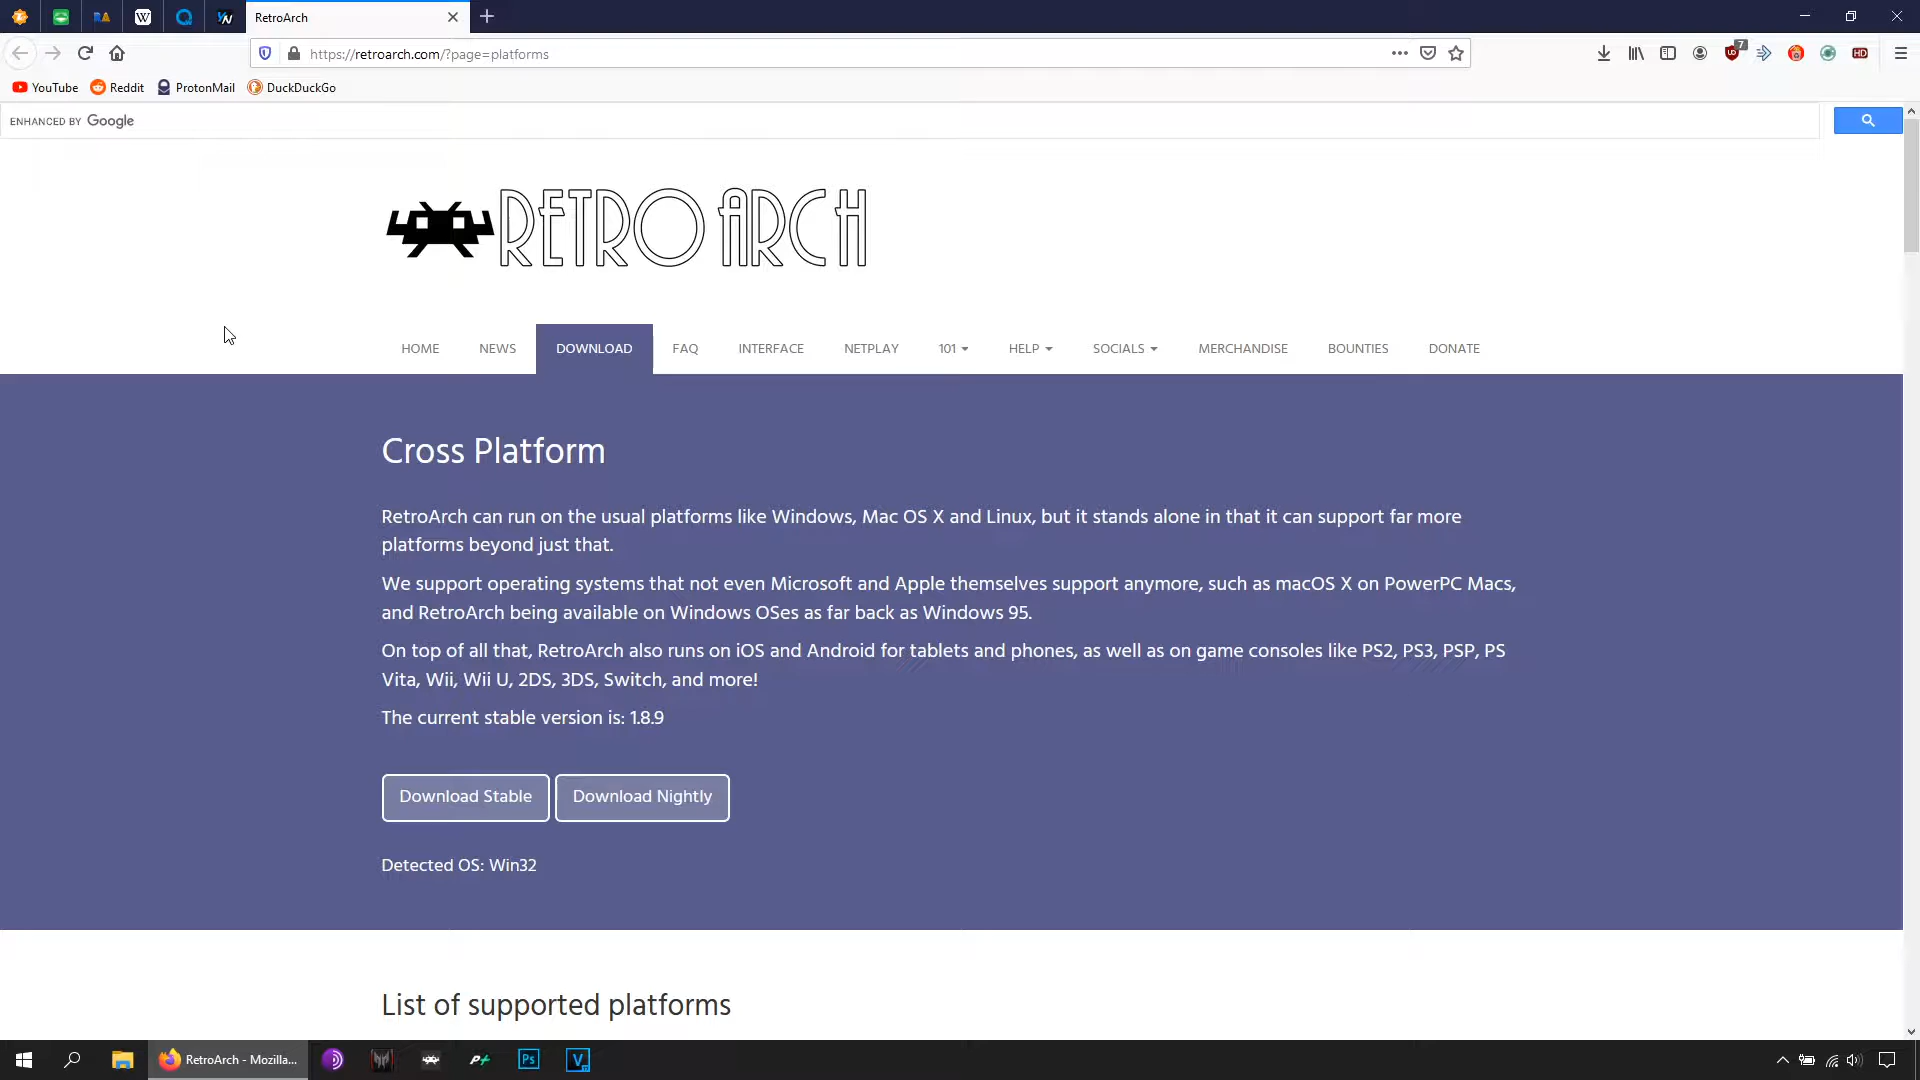 RetroArch
https://retroarch.com/?page=platforms
7
YouTube Reddit ProtonMail DuckDuckGo
ENHANCED BY Google
RETROARCH
HOME NEWS DOWNLOAD FAQ INTERFACE NETPLAY 101 HELP SOCIALS MERCHANDISE BOUNTIES DONATE
Cross Platform
RetroArch can run on the usual platforms like Windows, Mac OS X and Linux, but it stands alone in that it can support far more
platforms beyond just that.
We support operating systems that not even Microsoft and Apple themselves support anymore, such as macOS X on PowerPC Macs,
and RetroArch being available on Windows OSes as far back as Windows 95.
On top of all that, RetroArch also runs on iOS and Android for tablets and phones, as well as on game consoles like PS2, PS3, PSP, PS
Vita, Wii, Wii U, 2DS, 3DS, Switch, and more!
The current stable version is: 1.8.9
Download Stable Download Nightly
Detected OS: Win32
List of supported platforms
RetroArch - Mozilla... Ps V